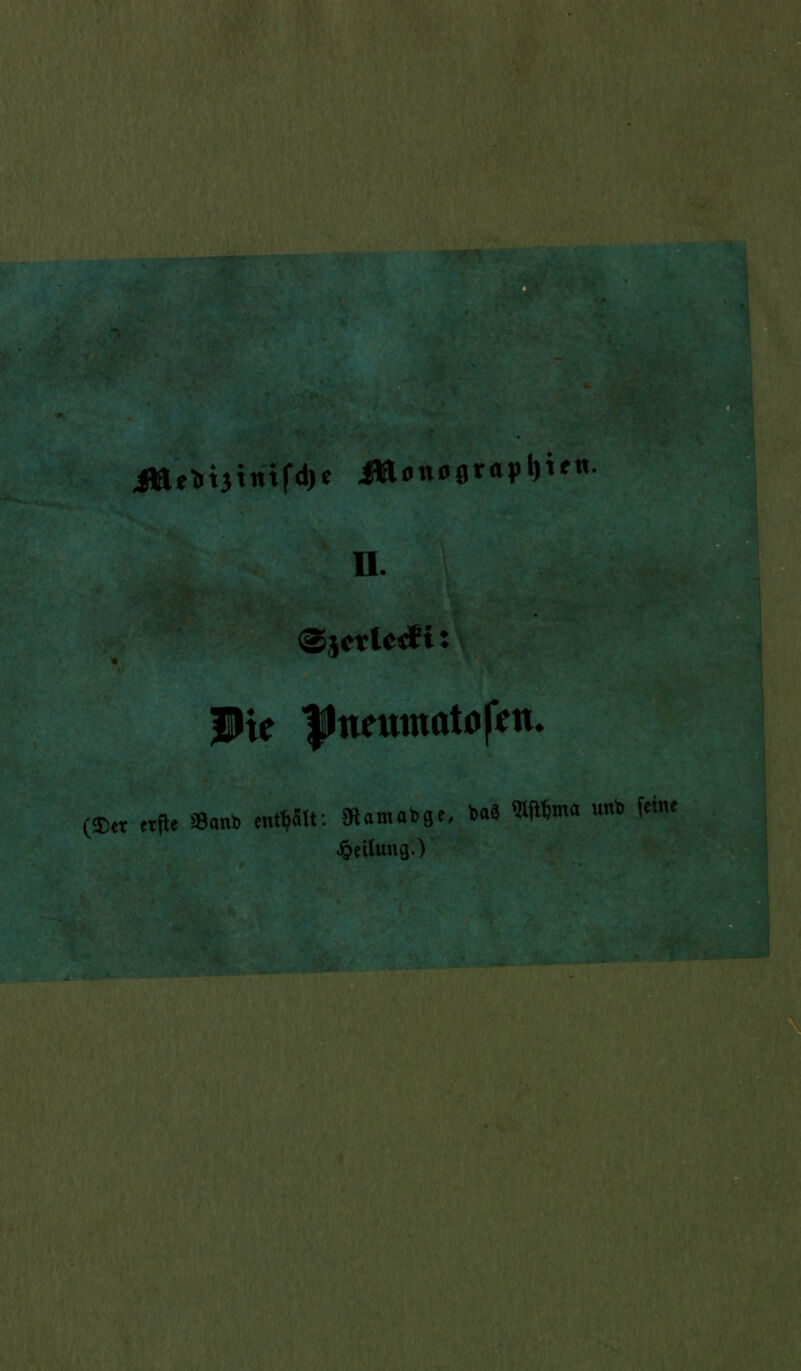 Medizinische Monographien.
II.
Szerlecki:
Die Pneumatosen.
(Der erste Band enthält: Ramadge, das Asthma und seine
Heilung.)